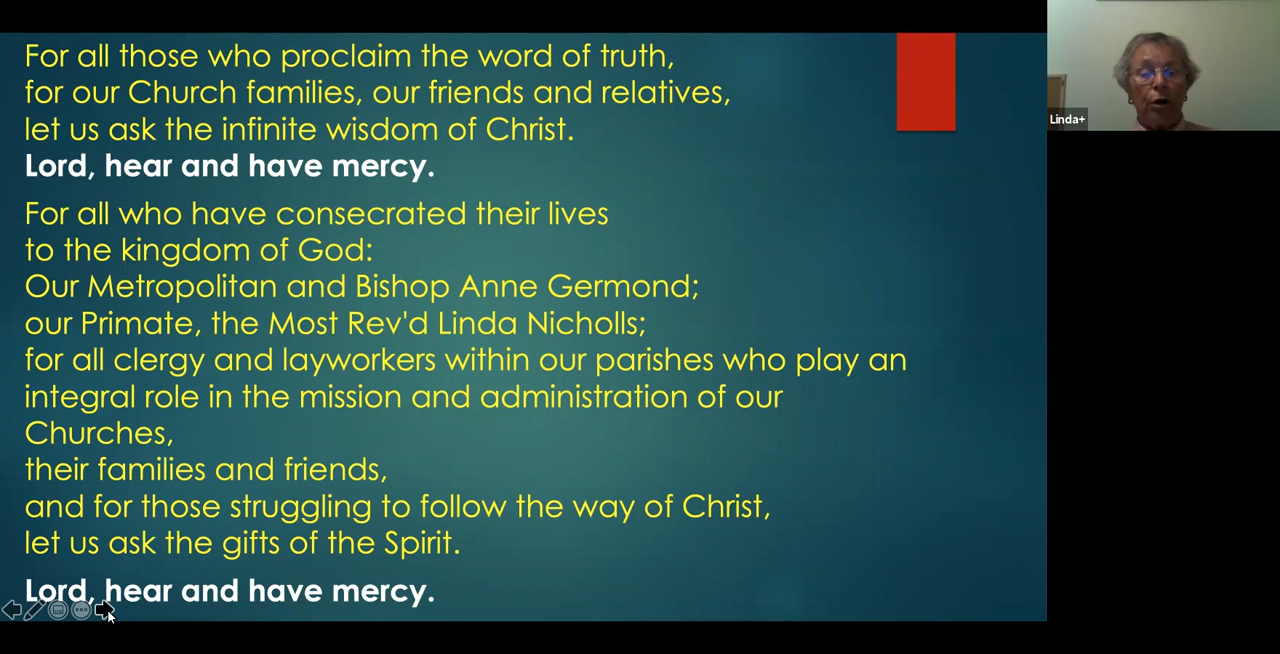 For all those who proclaim the word of truth,
for our Church families, our friends and relatives,
let us ask the infinite wisdom of Christ.
Lord, hear and have mercy.
For all who have consecrated their lives
to the kingdom of God:
Our Metropolitan and Bishop Anne Germond;
our Primate, the Most Rev'd Linda Nicholls;
for all clergy and layworkers within our parishes who play an
integral role in the mission and administration of our
Churches,
their families and friends,
and for those struggling to follow the way of Christ,
let us ask the gifts of the Spirit.
Lord, hear and have mercy.
Linda+